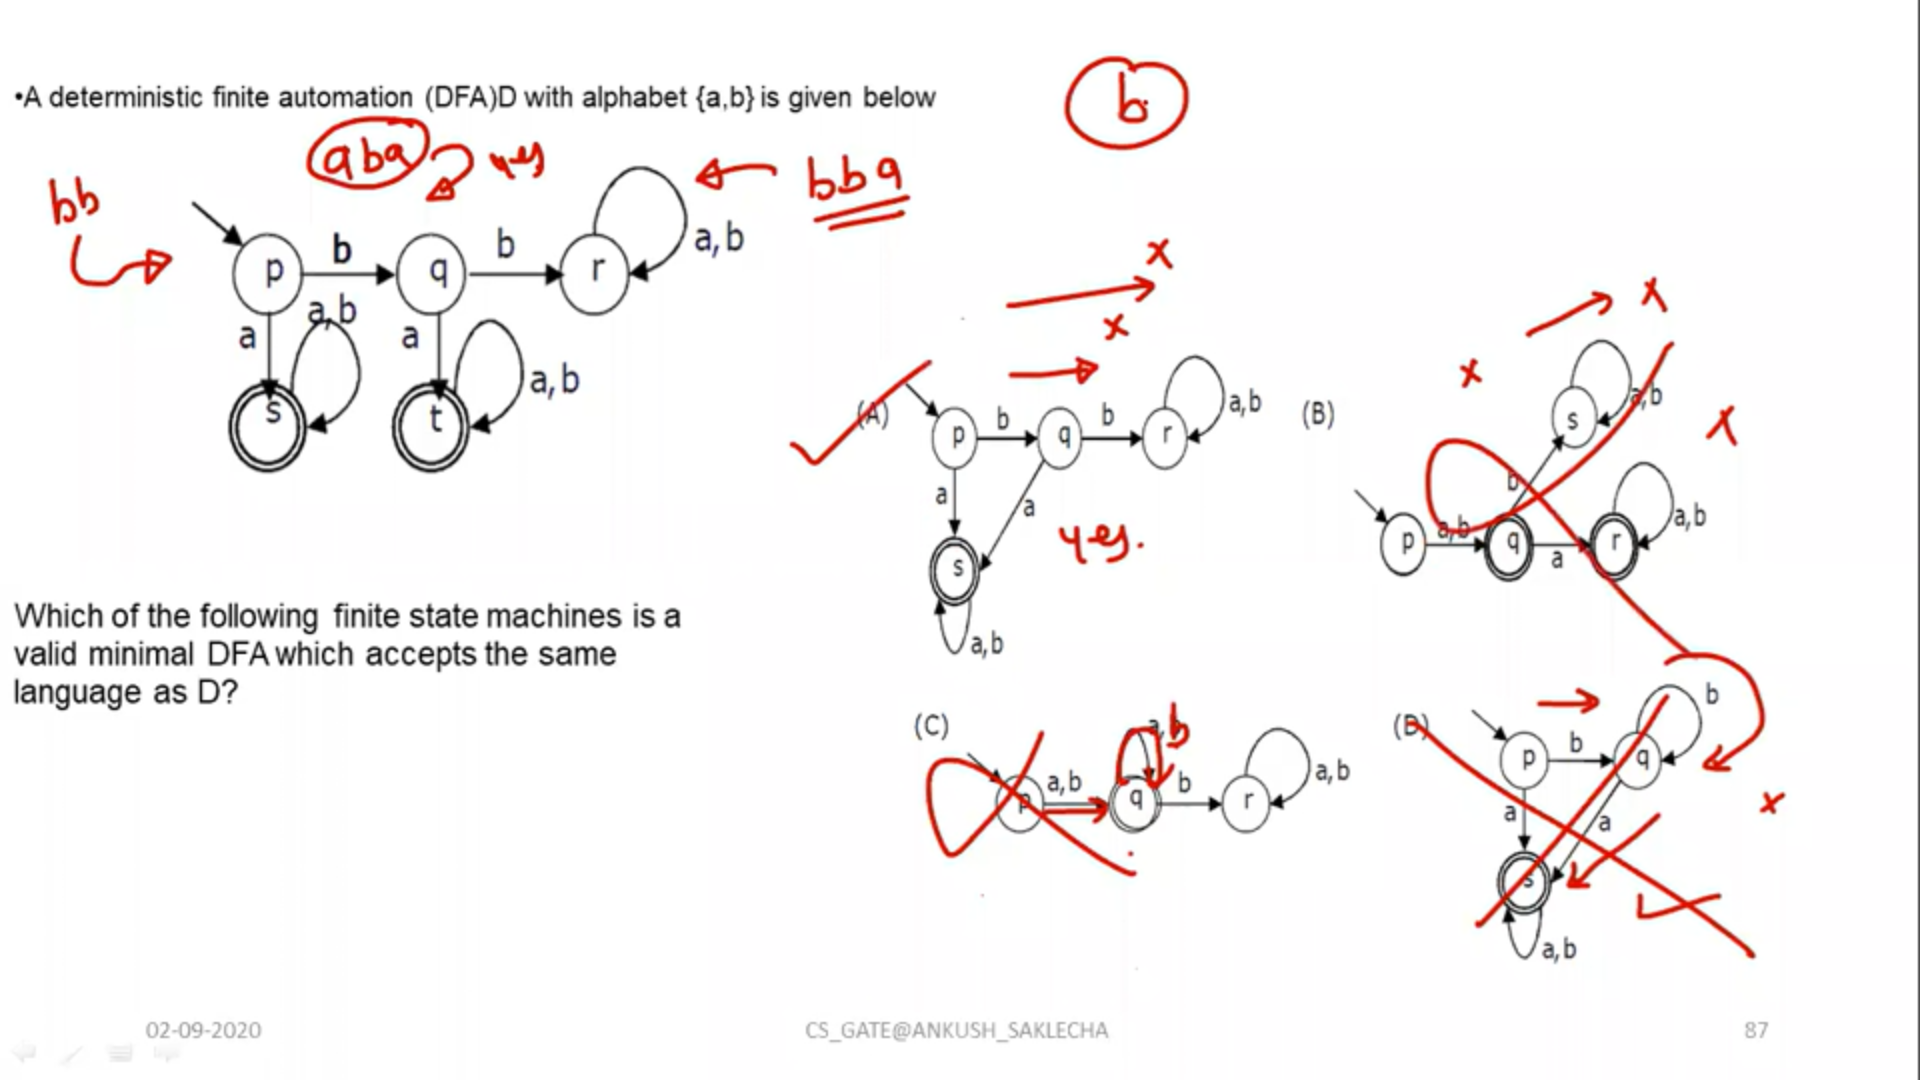 •A deterministic finite automation (DFA)D with alphabet {a,b} is given below
b
aba
yes
bba
bb
p
b
q
b
r
a,b
a
a,b
a
a,b
s
t
x
x
x
x
x
(A)
p
b
q
b
r
a,b
a
a
s
a,b
yes.
(B)
s
a,b
b
p
a,b
q
a
r
a,b
Which of the following finite state machines is a
valid minimal DFA which accepts the same
language as D?
(C)
b
p
a,b
q
b
r
a,b
(D)
p
b
q
b
a
a
s
a,b
x
02-09-2020
CS_GATE@ANKUSH_SAKLECHA
87